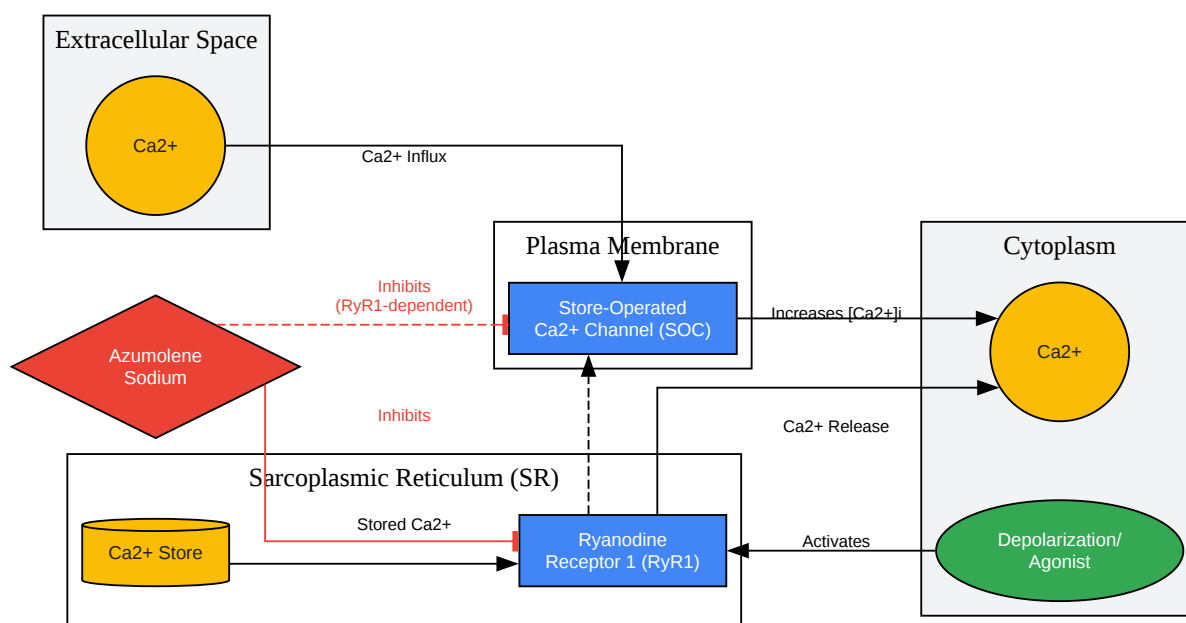 Extracellular Space
Ca2+
Ca2+ Influx
Plasma Membrane
Cytoplasm
Inhibits
(RyR1-dependent)
Store-Operated
Ca2+ Channel (SOC)
Increases [Ca2+]i
Ca2+
Azumolene
Sodium
Inhibits
Ca2+ Release
Sarcoplasmic Reticulum (SR)
Stored Ca2+
Ca2+ Store
Ryanodine
Receptor 1 (RyR1)
Activates
Depolarization/
Agonist